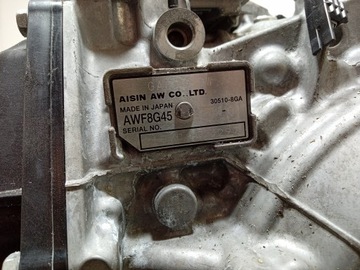 AISIN AW CO.,LTD.
MADE IN JAPAN 30510-8GA
AWF8G45 -
SERIAL NO.